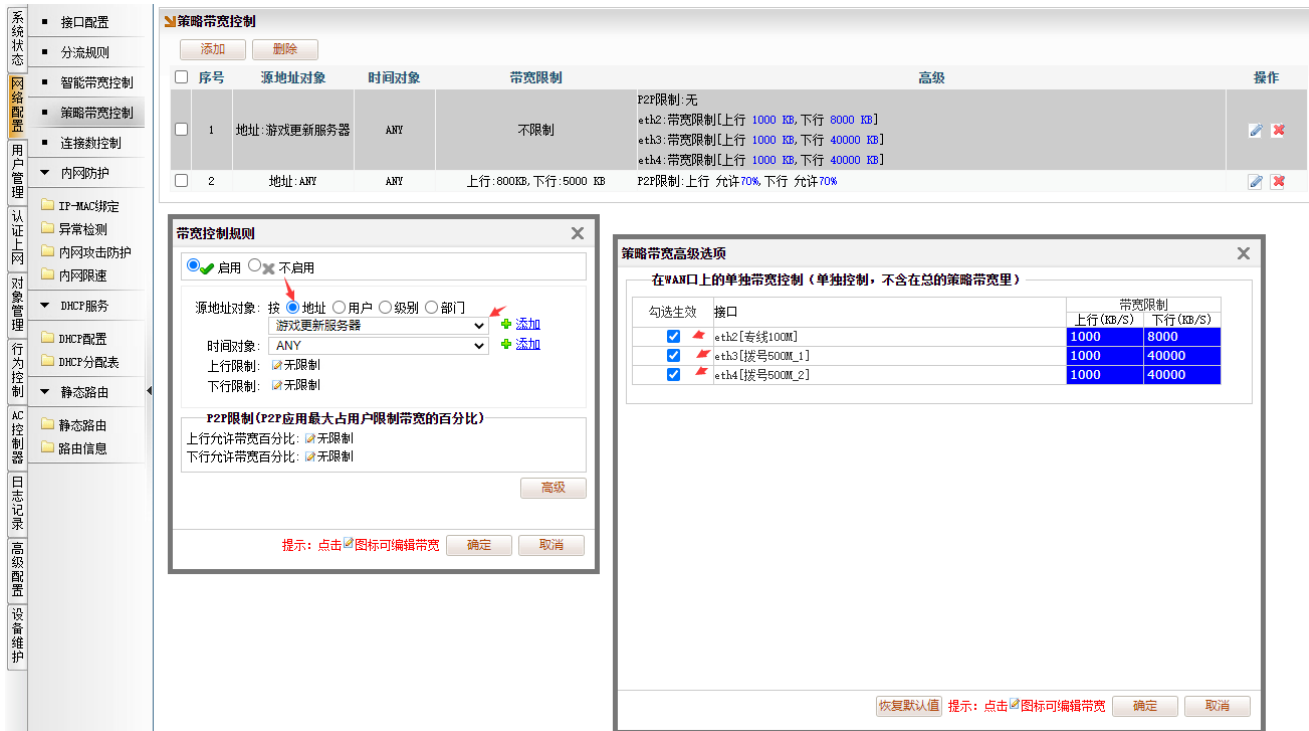 系统状态
网络配置
用户管理
认证上网
对象管理
行为控制
AC控制器
日志记录
高级配置
设备维护
接口配置
分流规则
智能带宽控制
策略带宽控制
连接数控制
内网防护
IP-MAC绑定
异常检测
内网攻击防护
内网限速
DHCP服务
DHCP配置
DHCP分配表
静态路由
静态路由
路由信息
策略带宽控制
添加 删除
序号 源地址对象 时间对象 带宽限制 高级 操作
P2P限制:无
eth2:带宽限制[上行 1000 KB,下行 8000 KB]
1 地址:游戏更新服务器 ANY 不限制
eth3:带宽限制[上行 1000 KB,下行 40000 KB]
eth4:带宽限制[上行 1000 KB,下行 40000 KB]
2 地址:ANY ANY 上行:800KB,下行:5000 KB P2P限制:上行 允许70%,下行 允许70%
带宽控制规则
启用 不启用
源地址对象: 按 地址 用户 级别 部门
游戏更新服务器 添加
时间对象: ANY 添加
上行限制: 无限制
下行限制: 无限制
P2P限制(P2P应用最大占用户限制带宽的百分比)
上行允许带宽百分比: 无限制
下行允许带宽百分比: 无限制
高级
提示: 点击图标可编辑带宽 确定 取消
策略带宽高级选项
在WAN口上的单独带宽控制(单独控制, 不含在总的策略带宽里)
勾选生效 接口 带宽限制
上行(KB/S) 下行(KB/S)
eth2[专线100M] 1000 8000
eth3[拨号500M_1] 1000 40000
eth4[拨号500M_2] 1000 40000
恢复默认值 提示: 点击图标可编辑带宽 确定 取消